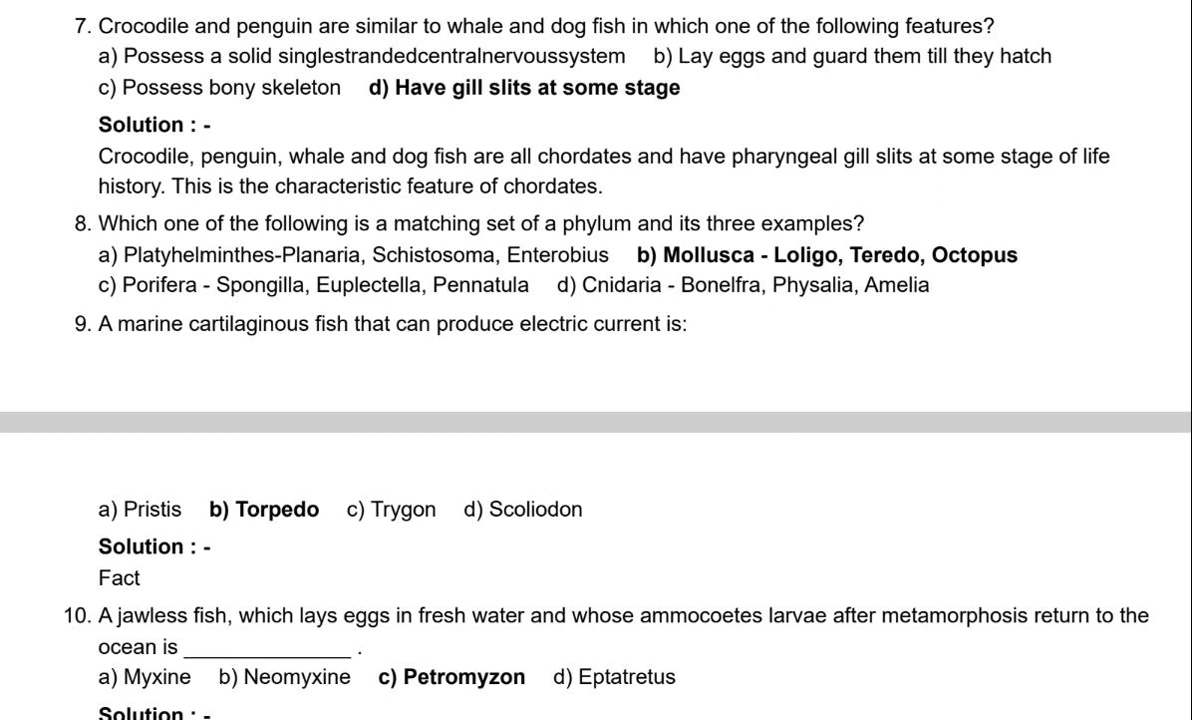 7. Crocodile and penguin are similar to whale and dog fish in which one of the following features?
a) Possess a solid singlestrandedcentralnervoussystem b) Lay eggs and guard them till they hatch
c) Possess bony skeleton d) Have gill slits at some stage
Solution : -
Crocodile, penguin, whale and dog fish are all chordates and have pharyngeal gill slits at some stage of life
history. This is the characteristic feature of chordates.
8. Which one of the following is a matching set of a phylum and its three examples?
a) Platyhelminthes-Planaria, Schistosoma, Enterobius b) Mollusca - Loligo, Teredo, Octopus
c) Porifera - Spongilla, Euplectella, Pennatula d) Cnidaria - Bonelfra, Physalia, Amelia
9. A marine cartilaginous fish that can produce electric current is:
a) Pristis b) Torpedo c) Trygon d) Scoliodon
Solution : -
Fact
10. A jawless fish, which lays eggs in fresh water and whose ammocoetes larvae after metamorphosis return to the
ocean is _______________ .
a) Myxine b) Neomyxine c) Petromyzon d) Eptatretus
Solution : -